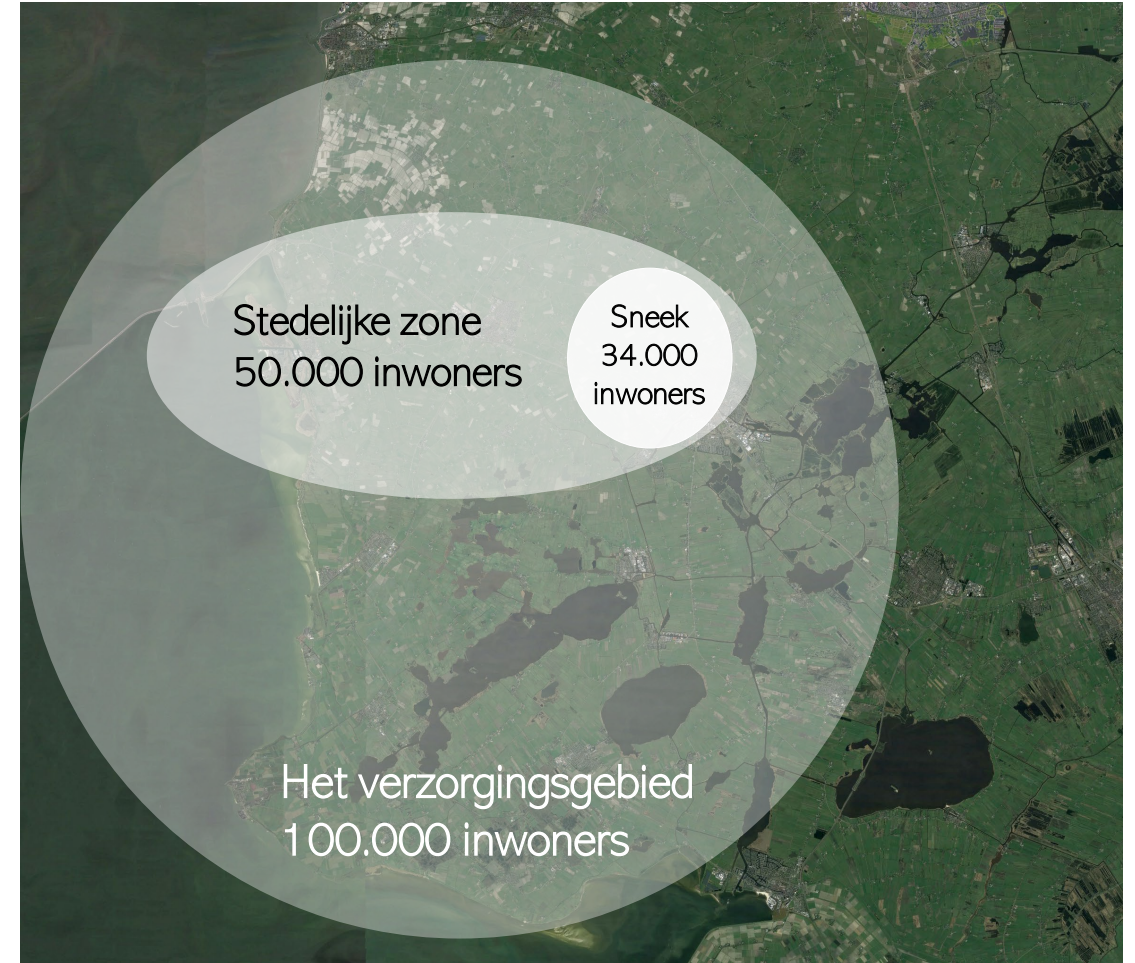 Stedelijke zone
50.000 inwoners
Sneek
34.000
inwoners
Het verzorgingsgebied
100.000 inwoners